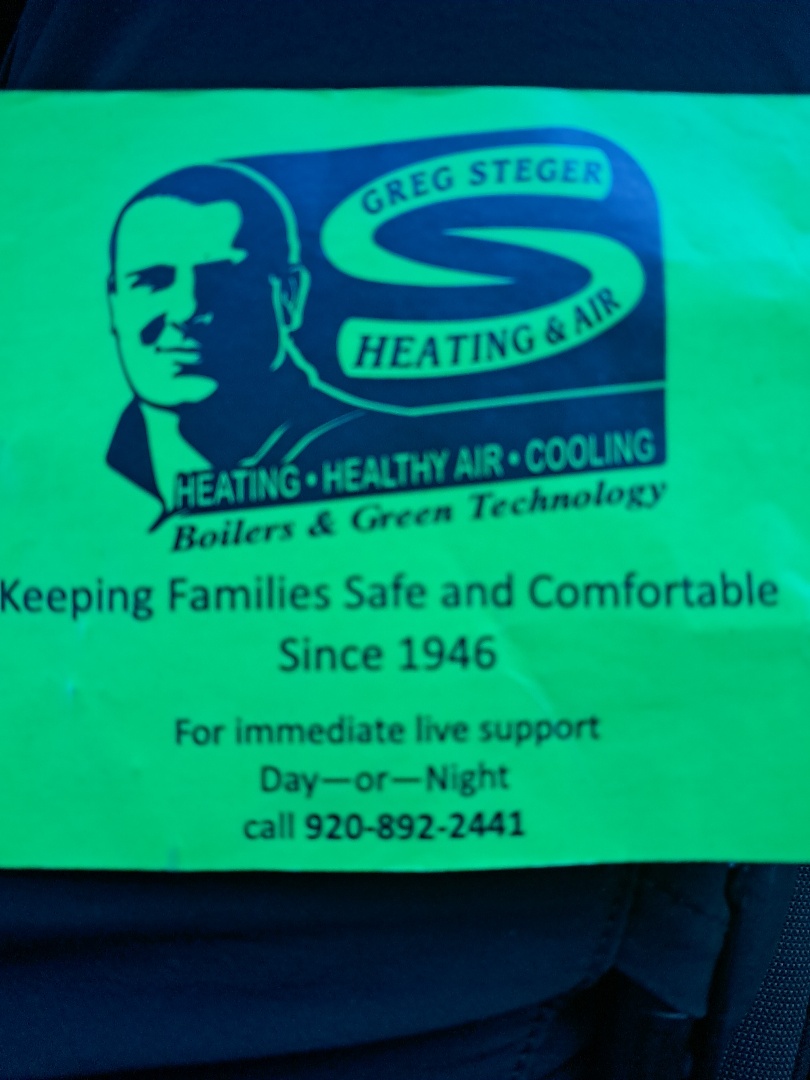 GREG STEGER
HEATING & AIR
HEATING • HEALTHY AIR • COOLING
Boilers & Green Technology
Keeping Families Safe and Comfortable
Since 1946
For immediate live support
Day—or—Night
call 920-892-2441